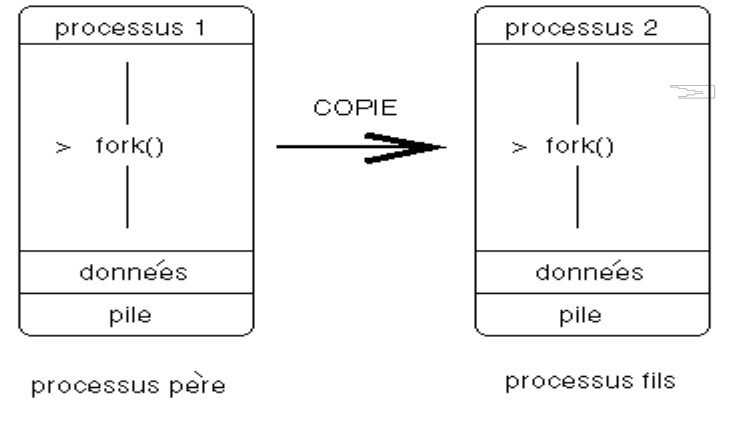 processus 1
> fork()
données
pile
processus père
COPIE
processus 2
> fork()
données
pile
processus fils